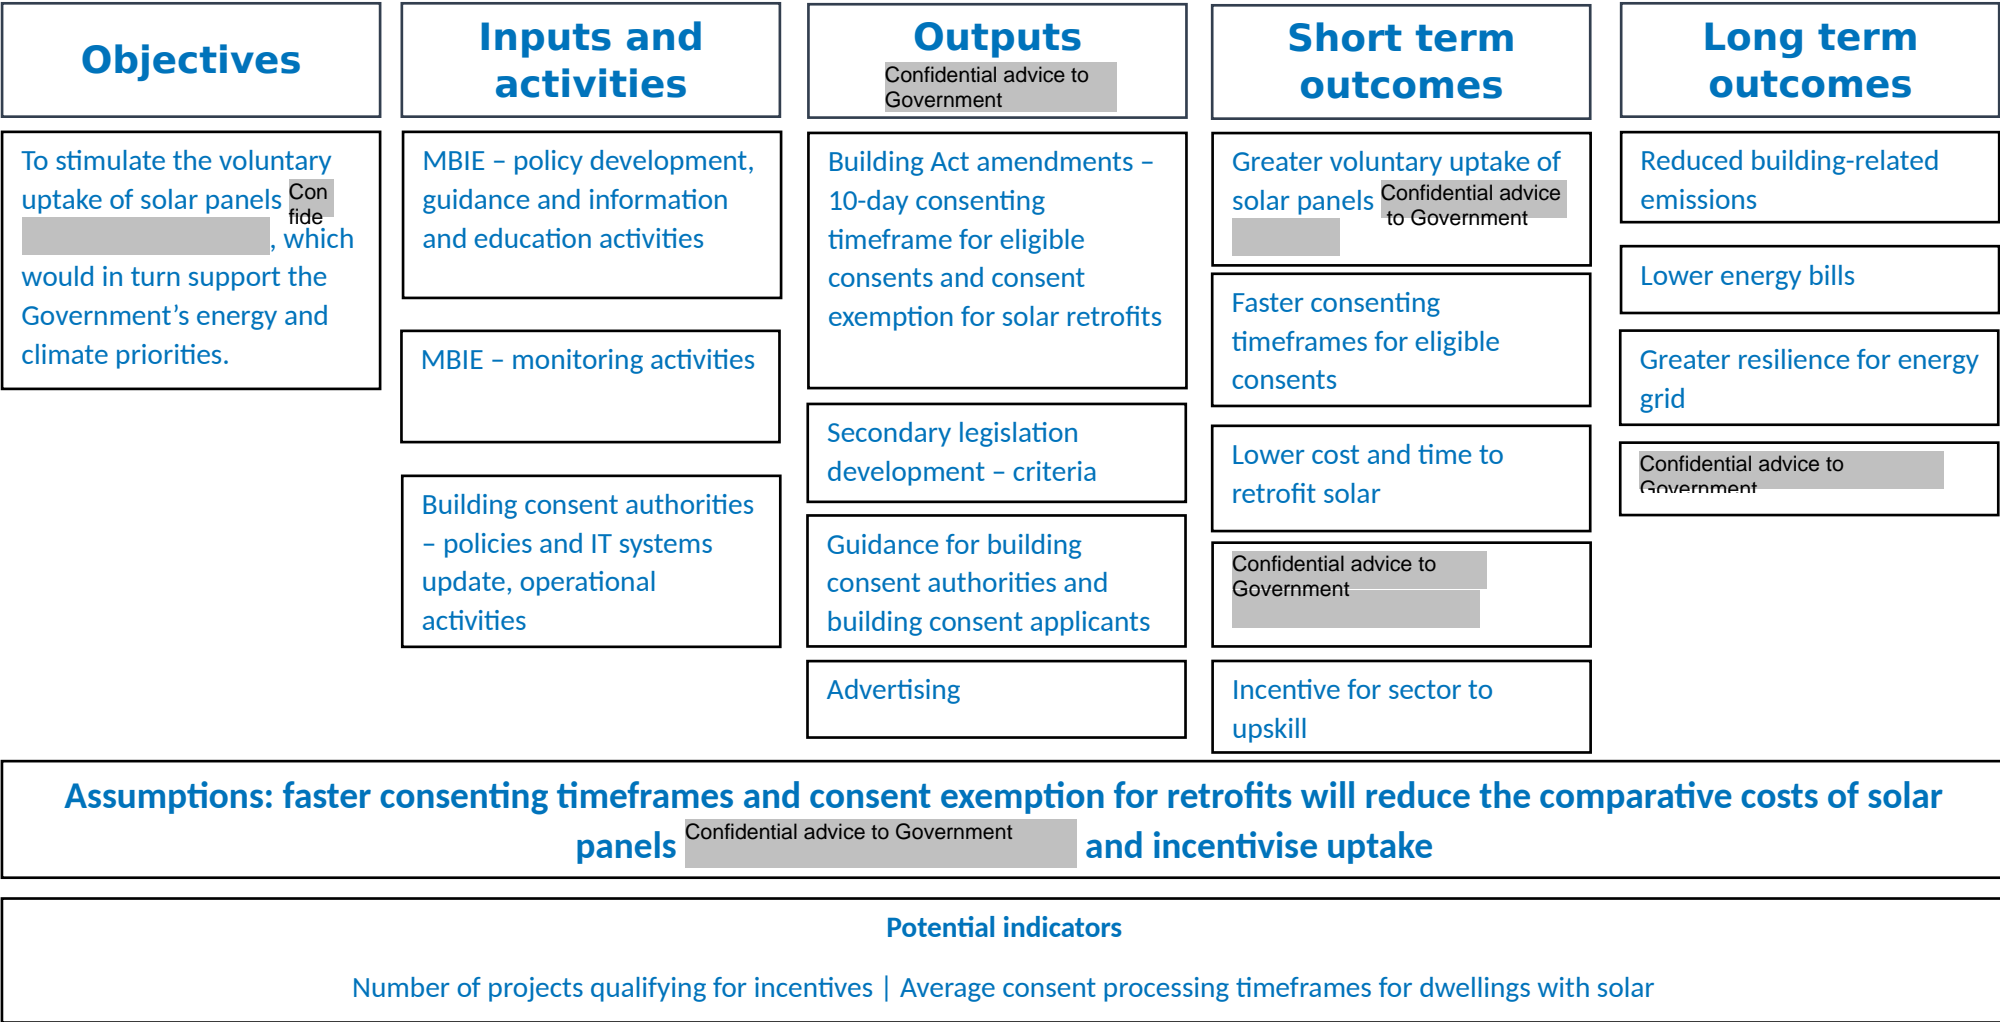 Objectives
To stimulate the voluntary
uptake of solar panels Con
fide
, which
would in turn support the
Government’s energy and
climate priorities.
Inputs and
activities
MBIE – policy development,
guidance and information
and education activities
MBIE – monitoring activities
Building consent authorities
– policies and IT systems
update, operational
activities
Outputs
Confidential advice to
Government
Building Act amendments –
10-day consenting
timeframe for eligible
consents and consent
exemption for solar retrofits
Secondary legislation
development – criteria
Guidance for building
consent authorities and
building consent applicants
Advertising
Short term
outcomes
Greater voluntary uptake of
solar panels Confidential advice
to Government
Faster consenting
timeframes for eligible
consents
Lower cost and time to
retrofit solar
Confidential advice to
Government
Incentive for sector to
upskill
Long term
outcomes
Reduced building-related
emissions
Lower energy bills
Greater resilience for energy
grid
Confidential advice to
Government
Assumptions: faster consenting timeframes and consent exemption for retrofits will reduce the comparative costs of solar
panels Confidential advice to Government and incentivise uptake
Potential indicators
Number of projects qualifying for incentives | Average consent processing timeframes for dwellings with solar